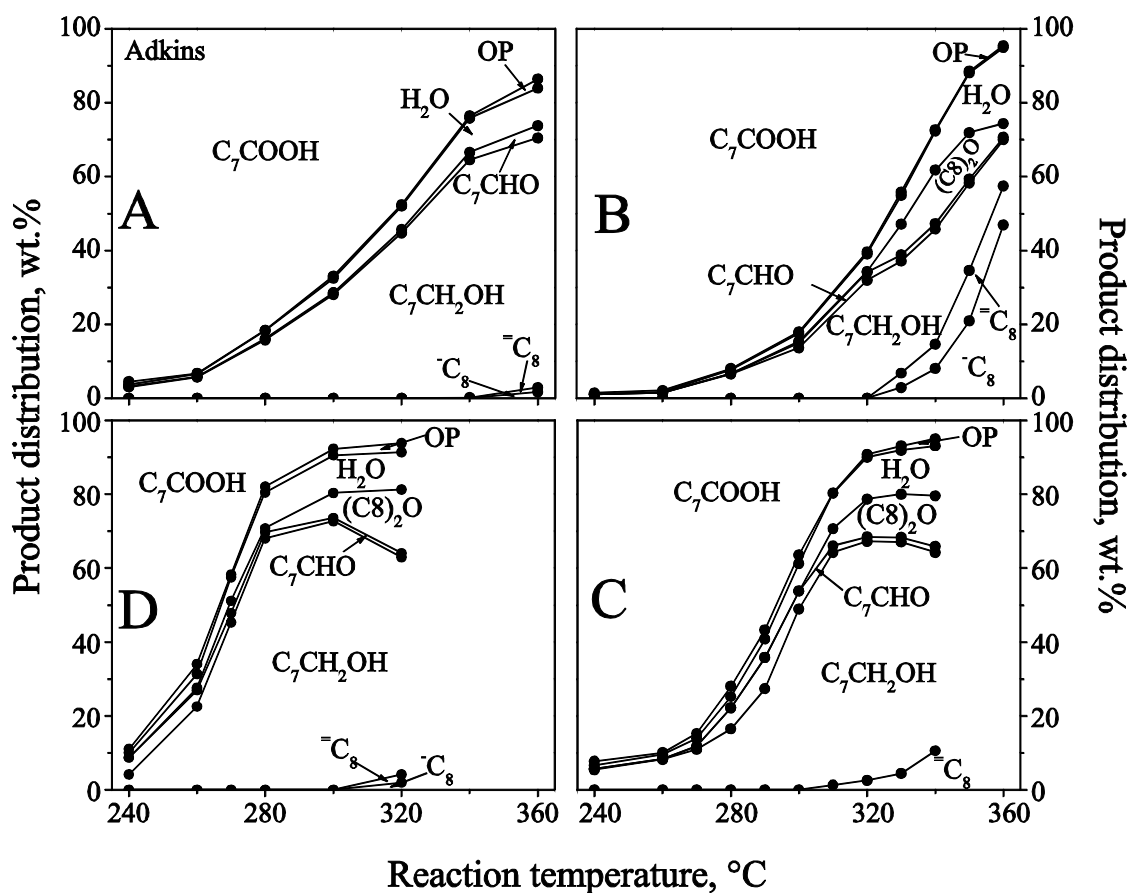 Product distribution, wt.%
100
80
60
40
20
0
Adkins
A
C₇COOH
OP
H₂O
C₇CHO
C₇CH₂OH
⁼C₈
⁻C₈
B
C₇COOH
OP
H₂O
(C8)₂O
C₇CHO
C₇CH₂OH
⁼C₈
⁻C₈
100
80
60
40
20
0
Product distribution, wt.%
100
80
60
40
20
0
D
C₇COOH
OP
H₂O
(C8)₂O
C₇CHO
C₇CH₂OH
⁼C₈
⁻C₈
240 280 320 360
C
C₇COOH
OP
H₂O
(C8)₂O
C₇CHO
C₇CH₂OH
⁼C₈
240 280 320 360
100
80
60
40
20
0
Reaction temperature, °C